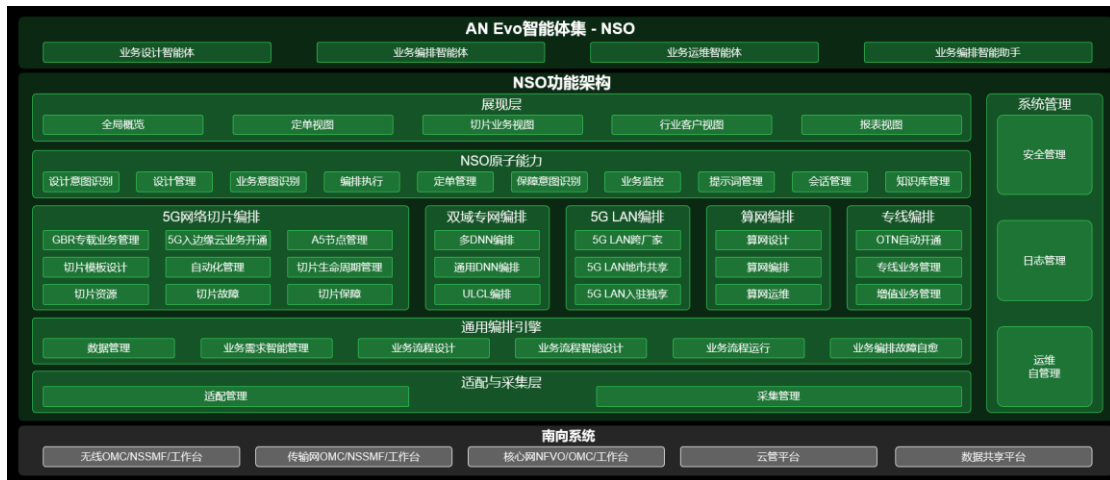 AN Evo智能体集 - NSO
业务设计智能体 业务编排智能体 业务运维智能体 业务编排智能助手
NSO功能架构
展现层
全局概览 定单视图 切片业务视图 行业客户视图 报表视图
NSO原子能力
设计意图识别 设计管理 业务意图识别 编排执行 定单管理 保障意图识别 业务监控 提示词管理 会话管理 知识库管理
5G网络切片编排
GBR专载业务管理 5G入边缘云业务开通 A5节点管理
切片模板设计 自动化管理 切片生命周期管理
切片资源 切片故障 切片保障
双域专网编排
多DNN编排
通用DNN编排
ULCL编排
5G LAN编排
5G LAN跨厂家
5G LAN地市共享
5G LAN入驻独享
算网编排
算网设计
算网编排
算网运维
专线编排
OTN自动开通
专线业务管理
增值业务管理
通用编排引擎
数据管理 业务需求智能管理 业务流程设计 业务流程智能设计 业务流程运行 业务编排故障自愈
适配与采集层
适配管理 采集管理
系统管理
安全管理
日志管理
运维
自管理
南向系统
无线OMC/NSSMF/工作台 传输网OMC/NSSMF/工作台 核心网NFVO/OMC/工作台 云管平台 数据共享平台